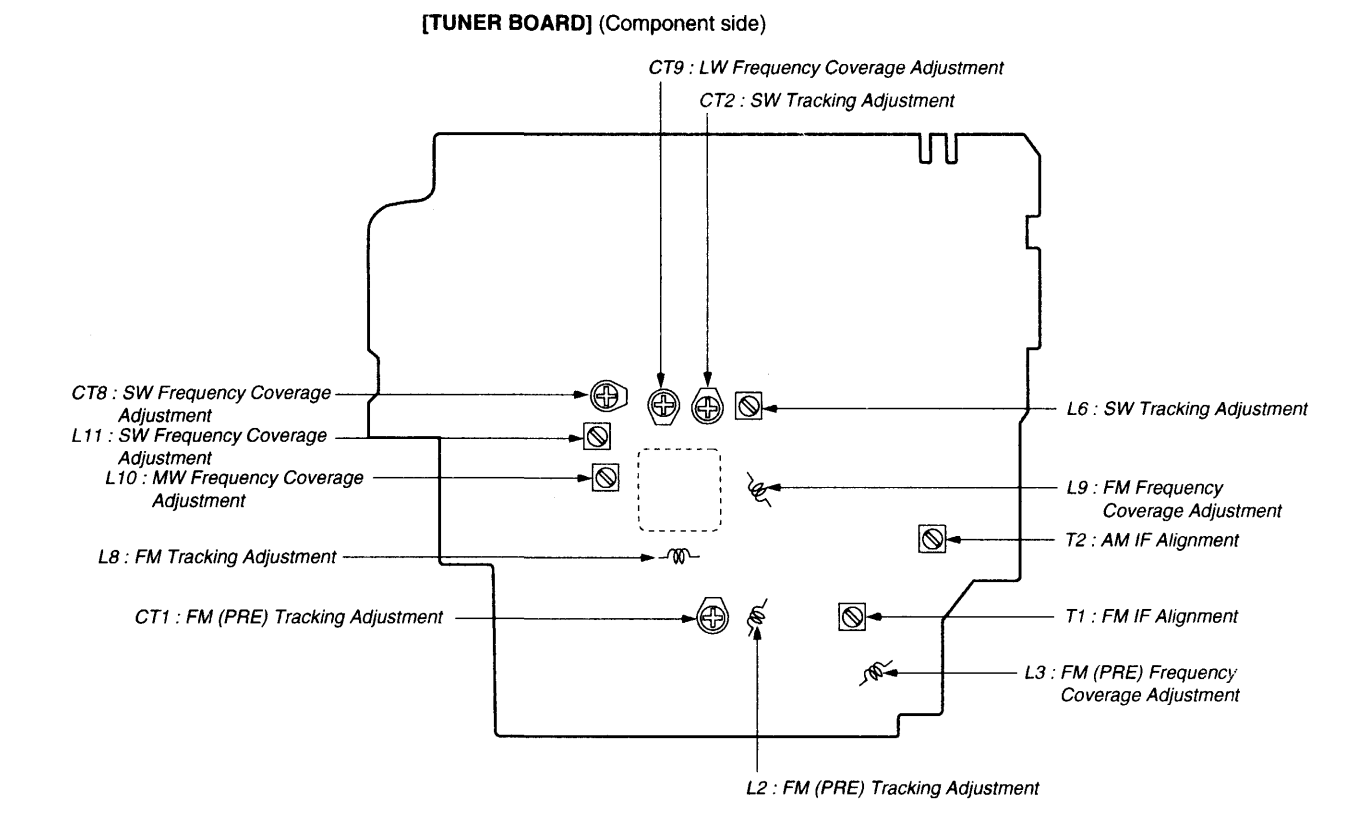 [TUNER BOARD] (Component side)
CT9 : LW Frequency Coverage Adjustment
CT2 : SW Tracking Adjustment
CT8 : SW Frequency Coverage
Adjustment
L11 : SW Frequency Coverage
Adjustment
L10 : MW Frequency Coverage
Adjustment
L8 : FM Tracking Adjustment
CT1 : FM (PRE) Tracking Adjustment
L6 : SW Tracking Adjustment
L9 : FM Frequency
Coverage Adjustment
T2 : AM IF Alignment
T1 : FM IF Alignment
L3 : FM (PRE) Frequency
Coverage Adjustment
L2 : FM (PRE) Tracking Adjustment